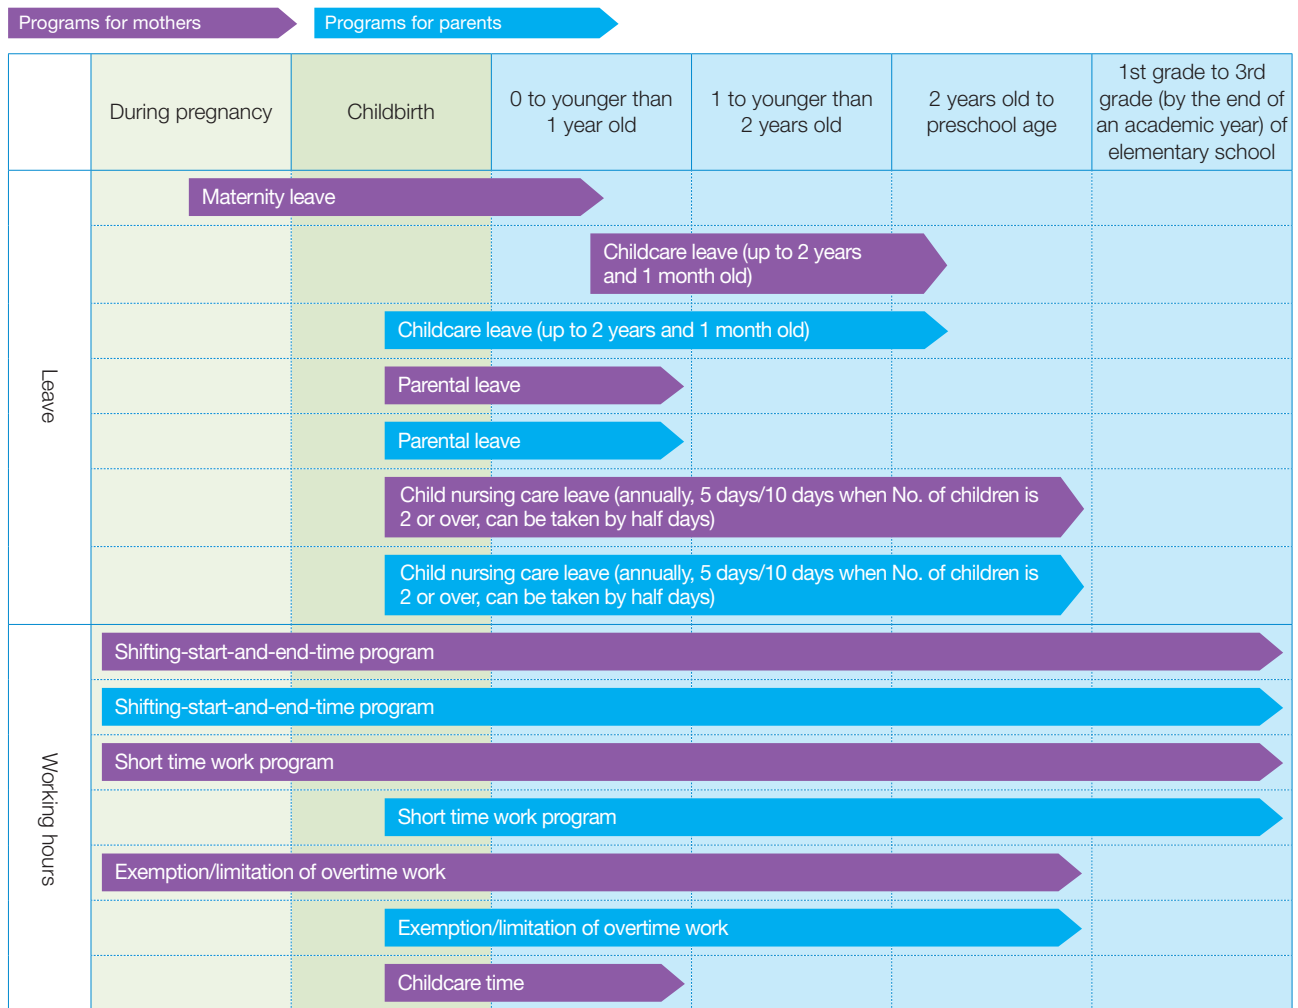 Programs for mothers
Programs for parents
During pregnancy
Childbirth
0 to younger than
1 year old
1 to younger than
2 years old
2 years old to
preschool age
1st grade to 3rd
grade (by the end of
an academic year) of
elementary school
Leave
Maternity leave
Childcare leave (up to 2 years
and 1 month old)
Childcare leave (up to 2 years and 1 month old)
Parental leave
Parental leave
Child nursing care leave (annually, 5 days/10 days when No. of children is
2 or over, can be taken by half days)
Child nursing care leave (annually, 5 days/10 days when No. of children is
2 or over, can be taken by half days)
Working hours
Shifting-start-and-end-time program
Shifting-start-and-end-time program
Short time work program
Short time work program
Exemption/limitation of overtime work
Exemption/limitation of overtime work
Childcare time